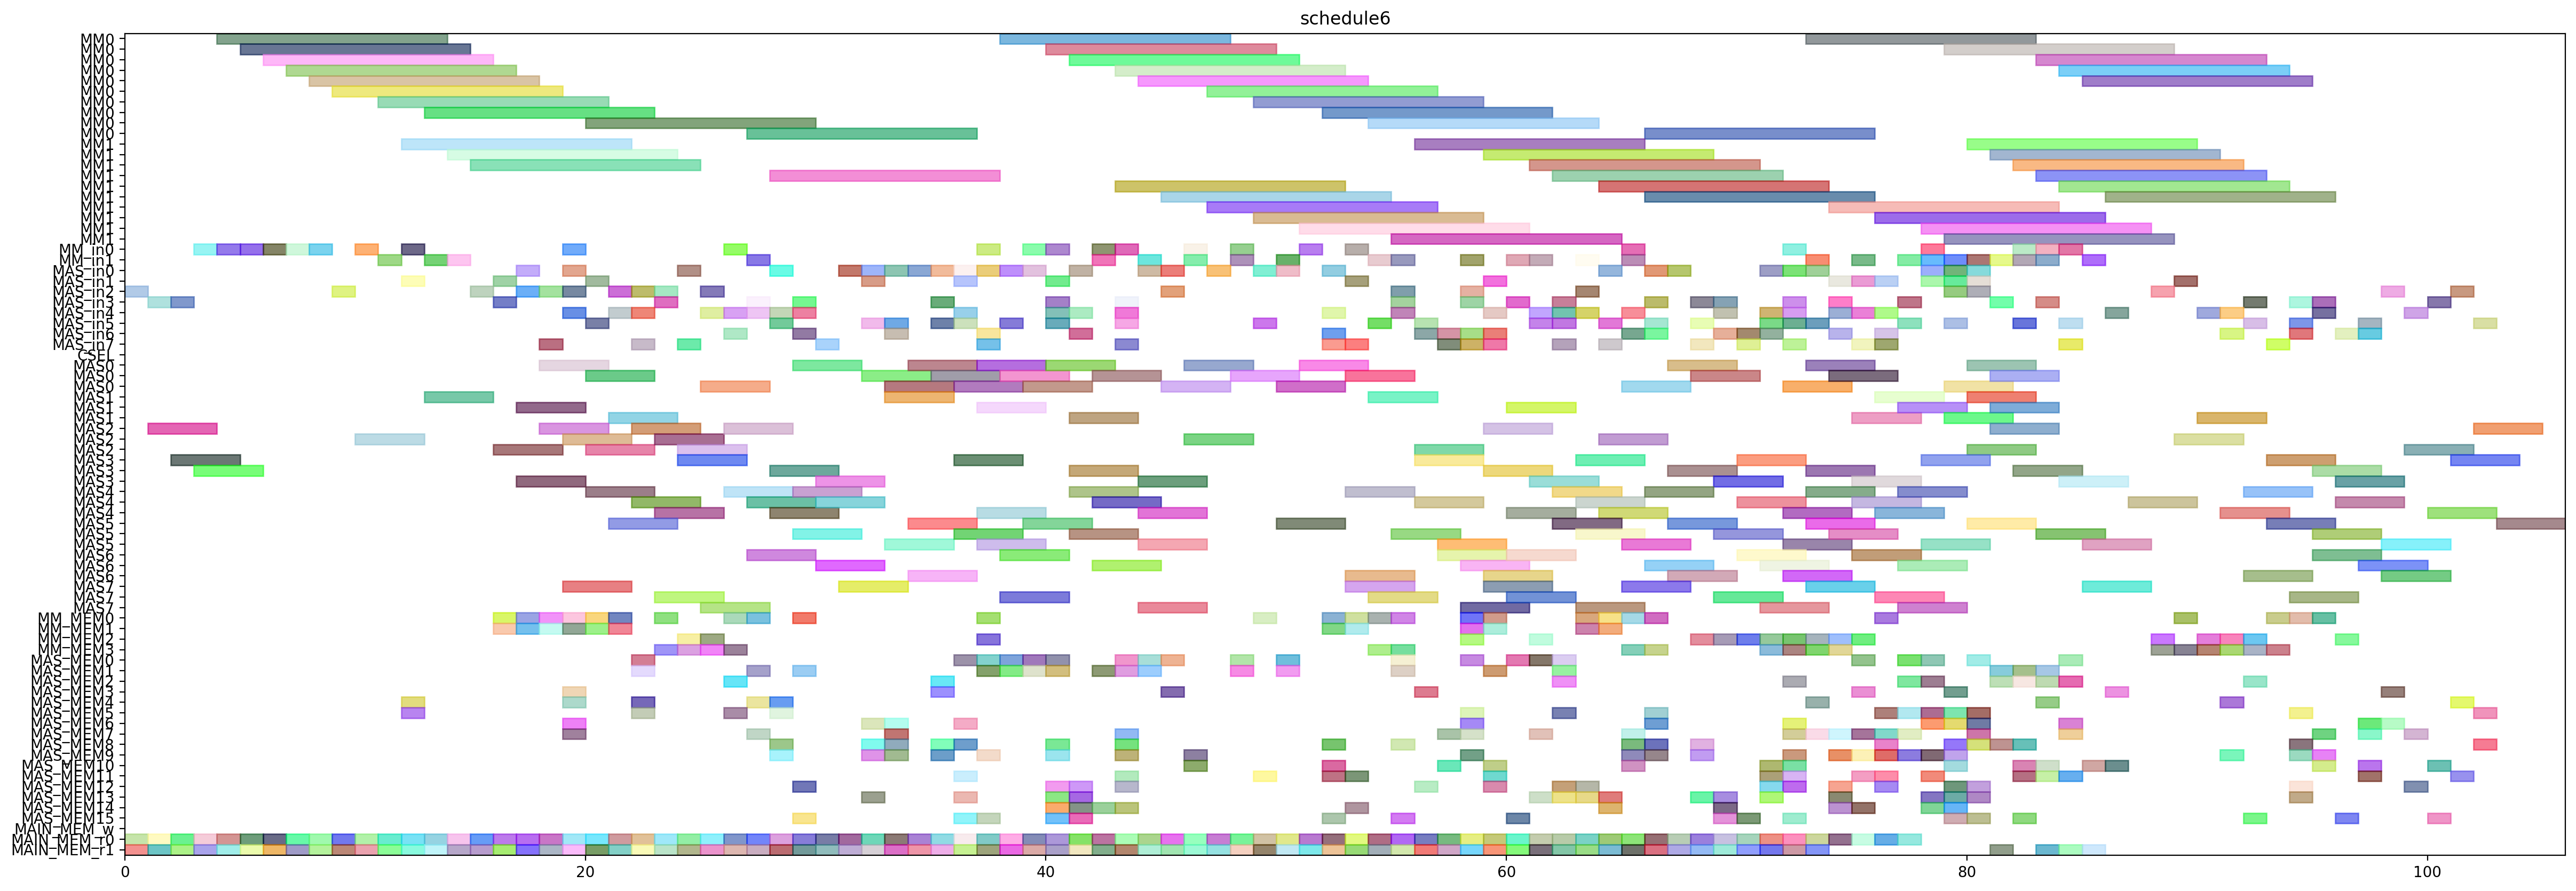 schedule6
MM0
MM0
MM0
MM0
MM0
MM0
MM0
MM0
MM0
MM0
MM1
MM1
MM1
MM1
MM1
MM1
MM1
MM1
MM1
MM1
MM_in0
MM_in1
MAS_in0
MAS_in1
MAS_in2
MAS_in3
MAS_in4
MAS_in5
MAS_in6
MAS_in7
CSEL
MAS0
MAS0
MAS0
MAS1
MAS1
MAS1
MAS2
MAS2
MAS2
MAS3
MAS3
MAS3
MAS4
MAS4
MAS4
MAS5
MAS5
MAS5
MAS6
MAS6
MAS6
MAS7
MAS7
MAS7
MM_MEM0
MM_MEM1
MM_MEM2
MM_MEM3
MAS_MEM0
MAS_MEM1
MAS_MEM2
MAS_MEM3
MAS_MEM4
MAS_MEM5
MAS_MEM6
MAS_MEM7
MAS_MEM8
MAS_MEM9
MAS_MEM10
MAS_MEM11
MAS_MEM12
MAS_MEM13
MAS_MEM14
MAS_MEM15
MAIN_MEM_w
MAIN_MEM_r0
MAIN_MEM_r1
0 20 40 60 80 100